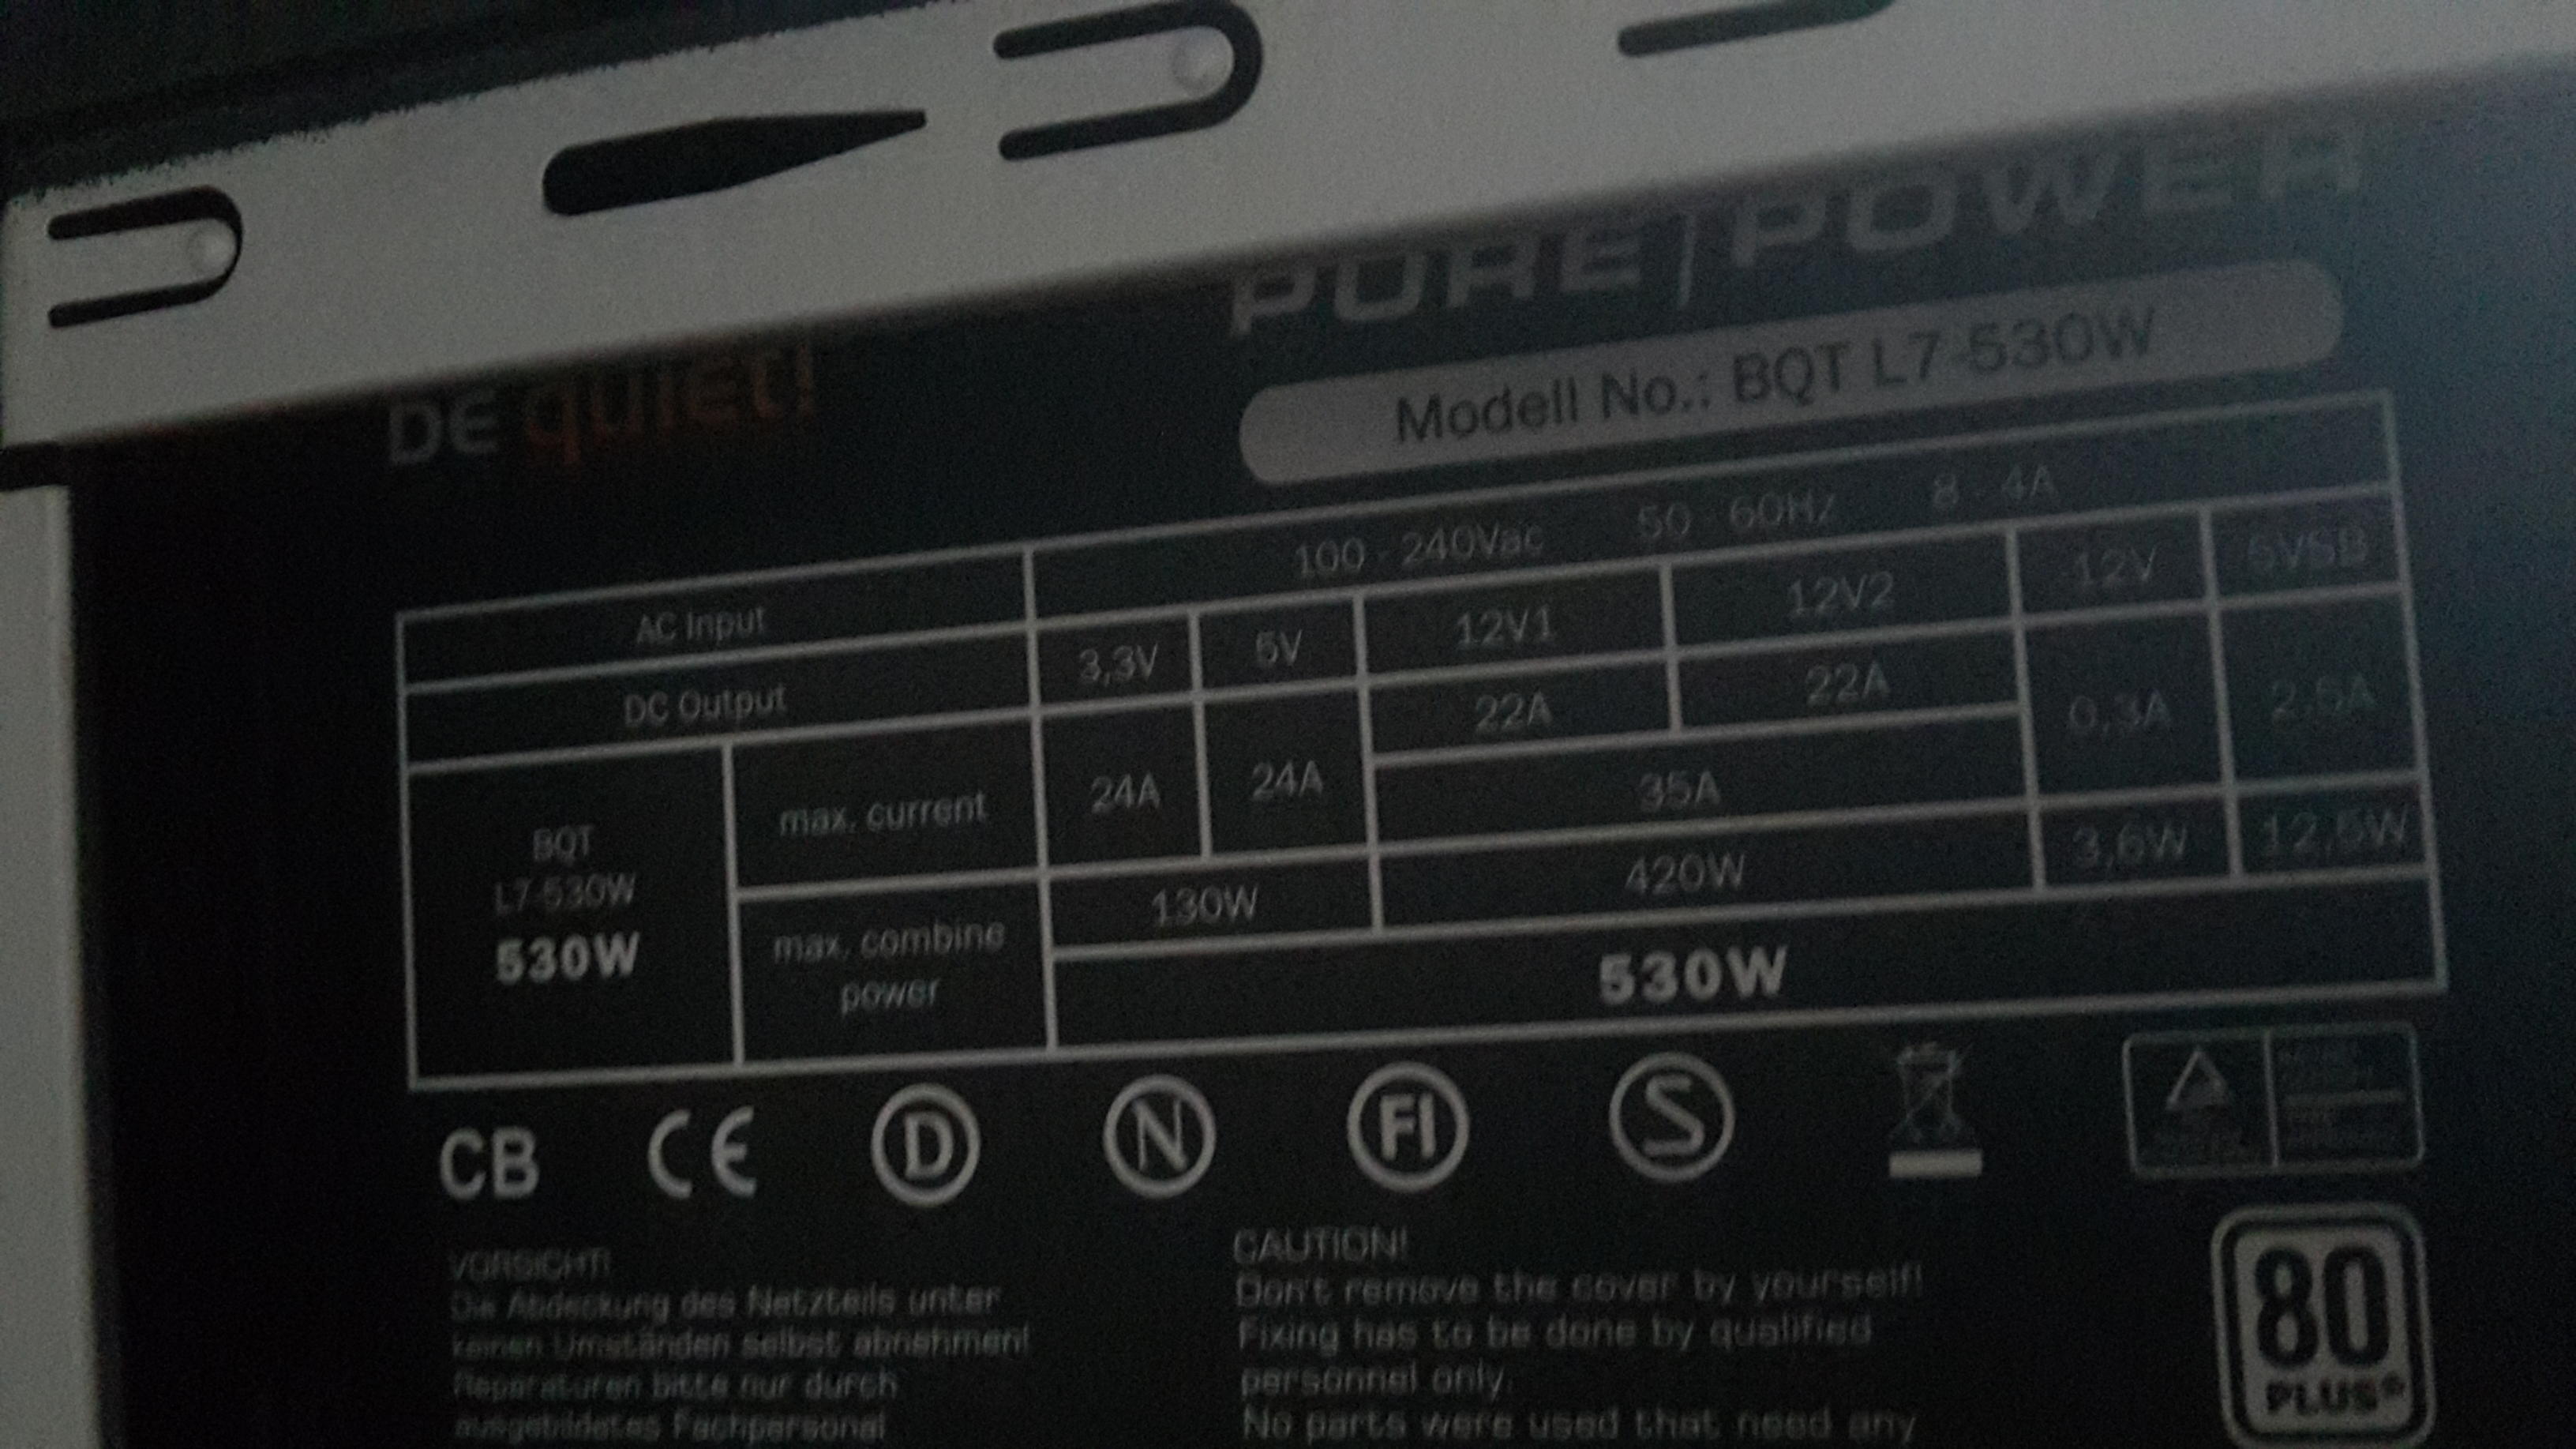 PURE POWER
BE QUIET!
Modell No.: BQT L7-530W
AC Input 100 - 240Vac 50 - 60Hz 8 - 4A
DC Output 3,3V 5V 12V1 12V2 -12V 5VSB
BQT
L7-530W
530W
max. current 24A 24A 22A 22A 0,3A 2,5A
35A
max. combine
power
130W 420W 3,6W 12,5W
530W
CB CE D N FI S
80
PLUS®
VORSICHT!
Die Abdeckung des Netzteils unter
keinen Umständen selbst abnehmen!
Reparaturen bitte nur durch
ausgebildetes Fachpersonal
CAUTION!
Don't remove the cover by yourself!
Fixing has to be done by qualified
personnel only.
No parts were used that need any